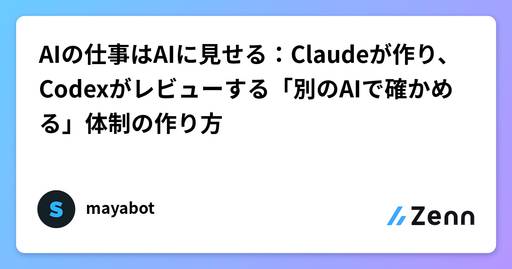 AIの仕事はAIに見せる：Claudeが作り、
Codexがレビューする「別のAIで確かめ
る」体制の作り方
S
mayabot
Zenn